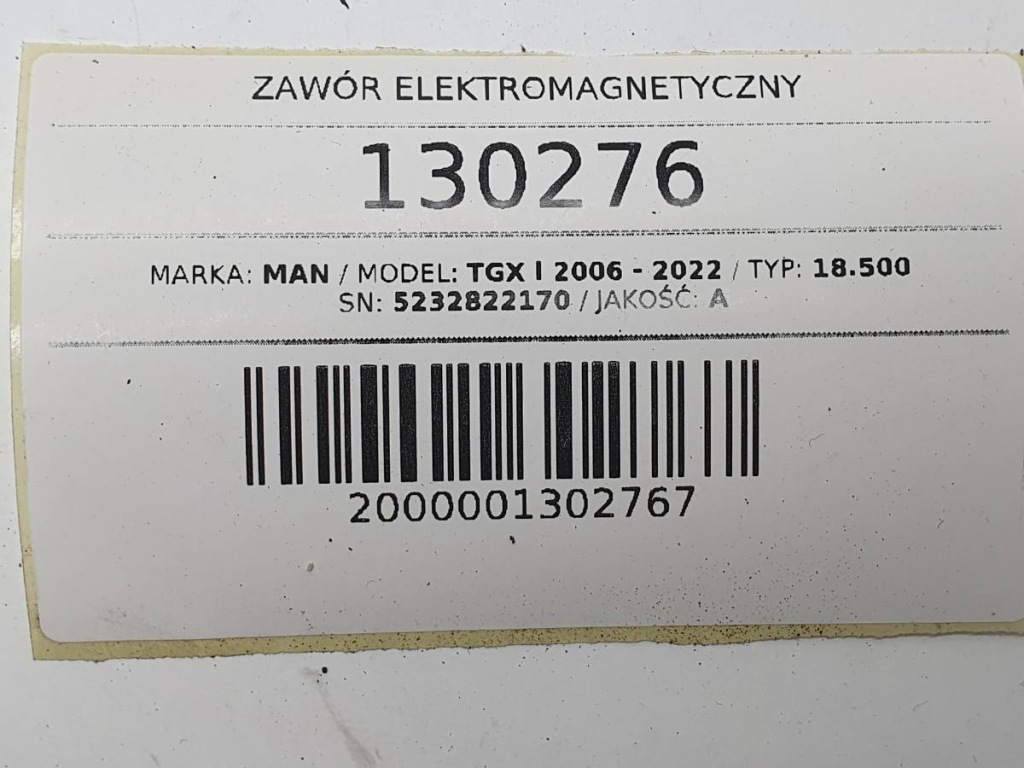 ZAWÓR ELEKTROMAGNETYCZNY
130276
MARKA: MAN / MODEL: TGX I 2006 - 2022 / TYP: 18.500
SN: 5232822170 / JAKOŚĆ: A
2000001302767